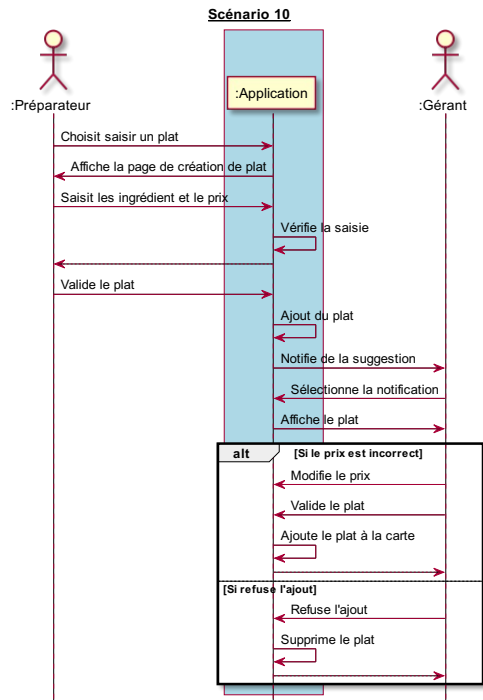 Scénario 10
:Préparateur
:Application
:Gérant
Choisit saisir un plat
Affiche la page de création de plat
Saisit les ingrédient et le prix
Vérifie la saisie
Valide le plat
Ajout du plat
Notifie de la suggestion
Sélectionne la notification
Affiche le plat
alt
[Si le prix est incorrect]
Modifie le prix
Valide le plat
Ajoute le plat à la carte
[Si refuse l'ajout]
Refuse l'ajout
Supprime le plat